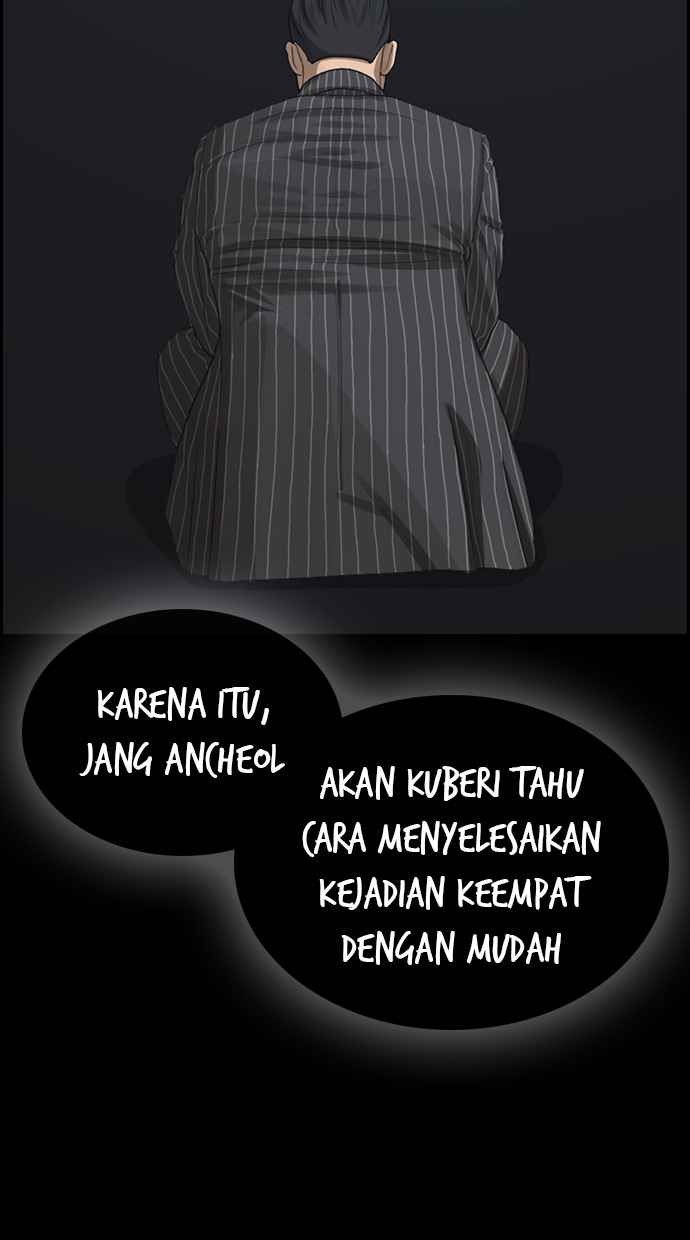 KARENA ITU,
JANG ANCHEOL
AKAN KUBERI TAHU
CARA MENYELESAIKAN
KEJADIAN KEEMPAT
DENGAN MUDAH